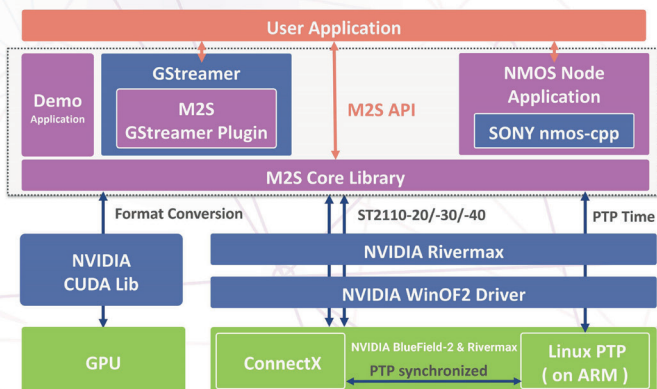 User Application
Demo
Application
GStreamer
M2S
GStreamer Plugin
M2S API
NMOS Node
Application
SONY nmos-cpp
M2S Core Library
Format Conversion
ST2110-20/-30/-40
PTP Time
NVIDIA
CUDA Lib
NVIDIA Rivermax
NVIDIA WinOF2 Driver
GPU
ConnectX
NVIDIA BlueField-2 & Rivermax
PTP synchronized
Linux PTP
( on ARM )